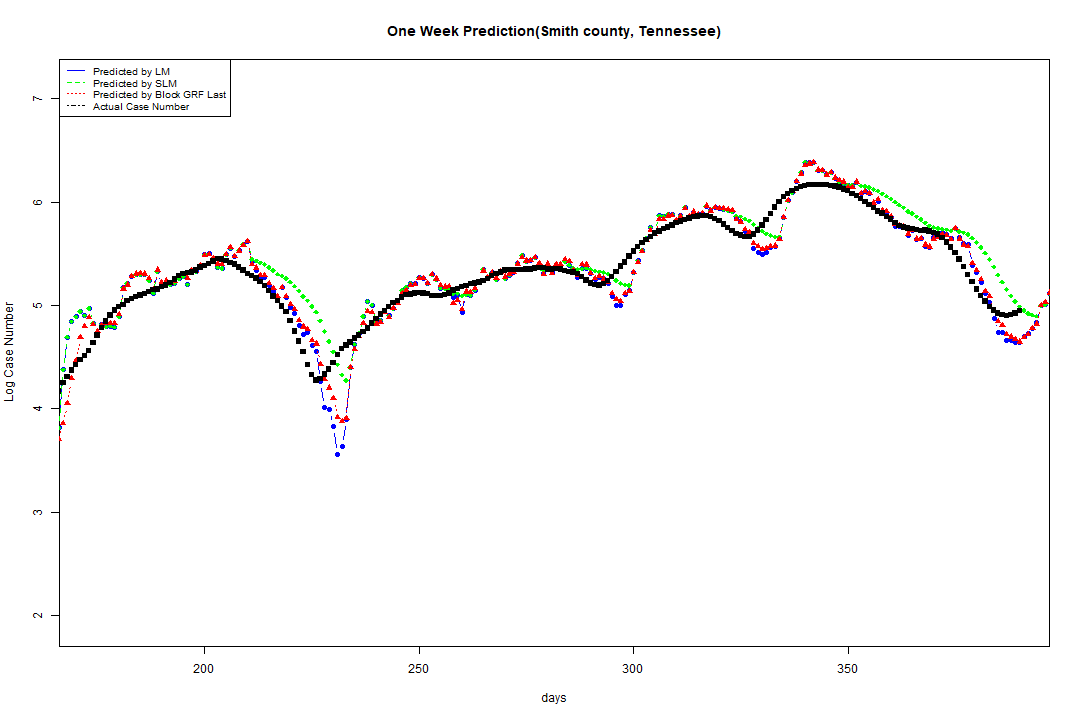 One Week Prediction(Smith county, Tennessee)
Predicted by LM
Predicted by SLM
Predicted by Block GRF Last
Actual Case Number
7
6
5
4
3
2
Log Case Number
200 250 300 350
days